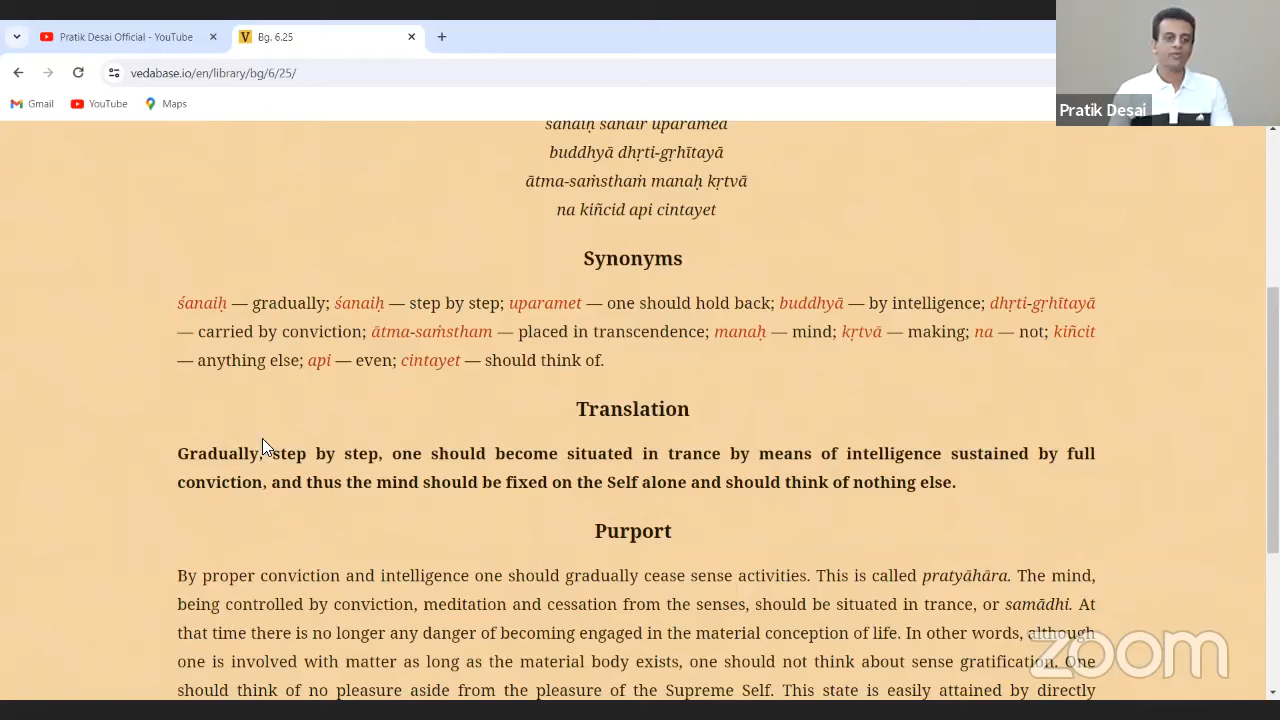 Pratik Desai Official - YouTube
Bg. 6.25
vedabase.io/en/library/bg/6/25/
Gmail YouTube Maps
Pratik Desai
śanaiḥ śanair uparamed
buddhyā dhṛti-gṛhītayā
ātma-saṁsthaṁ manaḥ kṛtvā
na kiñcid api cintayet
Synonyms
śanaiḥ — gradually; śanaiḥ — step by step; uparamet — one should hold back; buddhyā — by intelligence; dhṛti-gṛhītayā
— carried by conviction; ātma-saṁstham — placed in transcendence; manaḥ — mind; kṛtvā — making; na — not; kiñcit
— anything else; api — even; cintayet — should think of.
Translation
Gradually, step by step, one should become situated in trance by means of intelligence sustained by full
conviction, and thus the mind should be fixed on the Self alone and should think of nothing else.
Purport
By proper conviction and intelligence one should gradually cease sense activities. This is called pratyāhāra. The mind,
being controlled by conviction, meditation and cessation from the senses, should be situated in trance, or samādhi. At
that time there is no longer any danger of becoming engaged in the material conception of life. In other words, although
one is involved with matter as long as the material body exists, one should not think about sense gratification. One
should think of no pleasure aside from the pleasure of the Supreme Self. This state is easily attained by directly
zoom